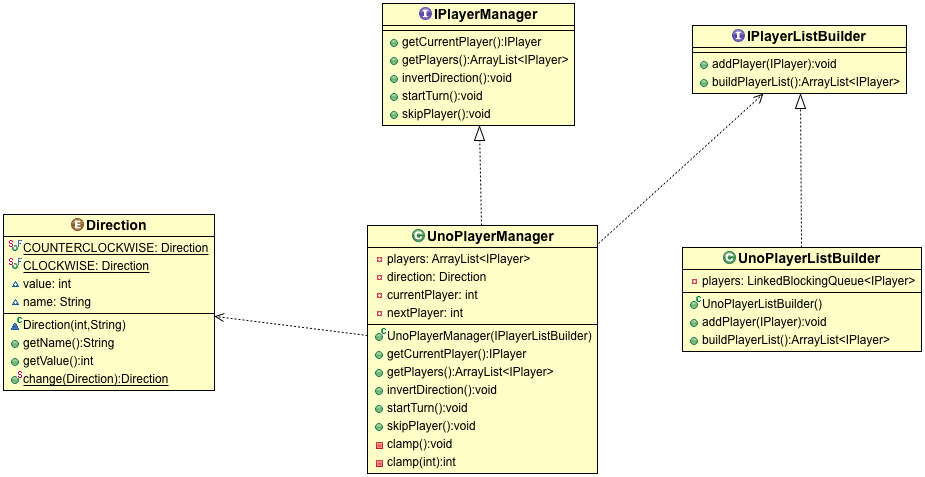 IPlayerManager
getCurrentPlayer():IPlayer
getPlayers():ArrayList<IPlayer>
invertDirection():void
startTurn():void
skipPlayer():void
IPlayerListBuilder
addPlayer(IPlayer):void
buildPlayerList():ArrayList<IPlayer>
Direction
COUNTERCLOCKWISE: Direction
CLOCKWISE: Direction
value: int
name: String
Direction(int,String)
getName():String
getValue():int
change(Direction):Direction
UnoPlayerManager
players: ArrayList<IPlayer>
direction: Direction
currentPlayer: int
nextPlayer: int
UnoPlayerManager(IPlayerListBuilder)
getCurrentPlayer():IPlayer
getPlayers():ArrayList<IPlayer>
invertDirection():void
startTurn():void
skipPlayer():void
clamp():void
clamp(int):int
UnoPlayerListBuilder
players: LinkedBlockingQueue<IPlayer>
UnoPlayerListBuilder()
addPlayer(IPlayer):void
buildPlayerList():ArrayList<IPlayer>